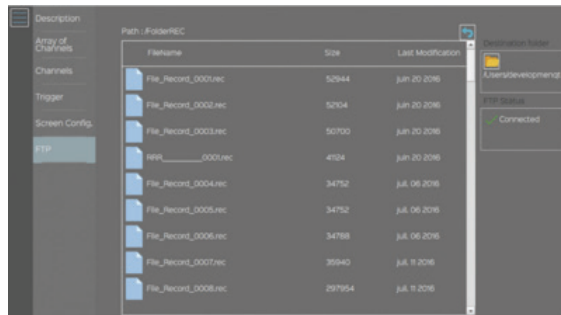 Description
Path : /FolderREC
Array of
Channels
FileName Size Last Modification
Destination folder
Channels
File_Record_0001.rec 52944 juin 20 2016
/Users/developmenqt
Trigger
File_Record_0002.rec 52104 juin 20 2016
FTP Status
Screen Config.
File_Record_0003.rec 50700 juin 20 2016
Connected
FTP
RRR________0001.rec 41124 juin 20 2016
File_Record_0004.rec 34752 juil. 06 2016
File_Record_0005.rec 34752 juil. 06 2016
File_Record_0006.rec 34788 juil. 06 2016
File_Record_0007.rec 35940 juil. 11 2016
File_Record_0008.rec 297954 juil. 11 2016